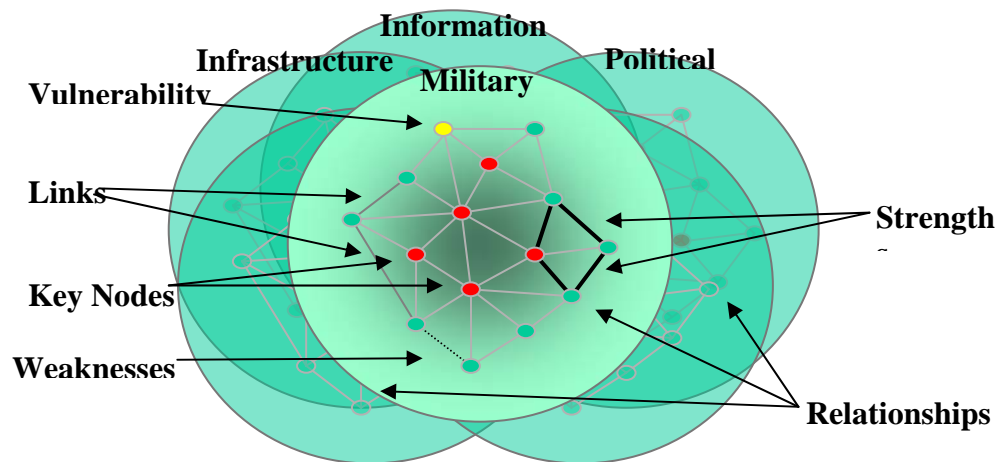 Information
Infrastructure
Political
Military
Vulnerability
Links
Strength
s
Key Nodes
Weaknesses
Relationships